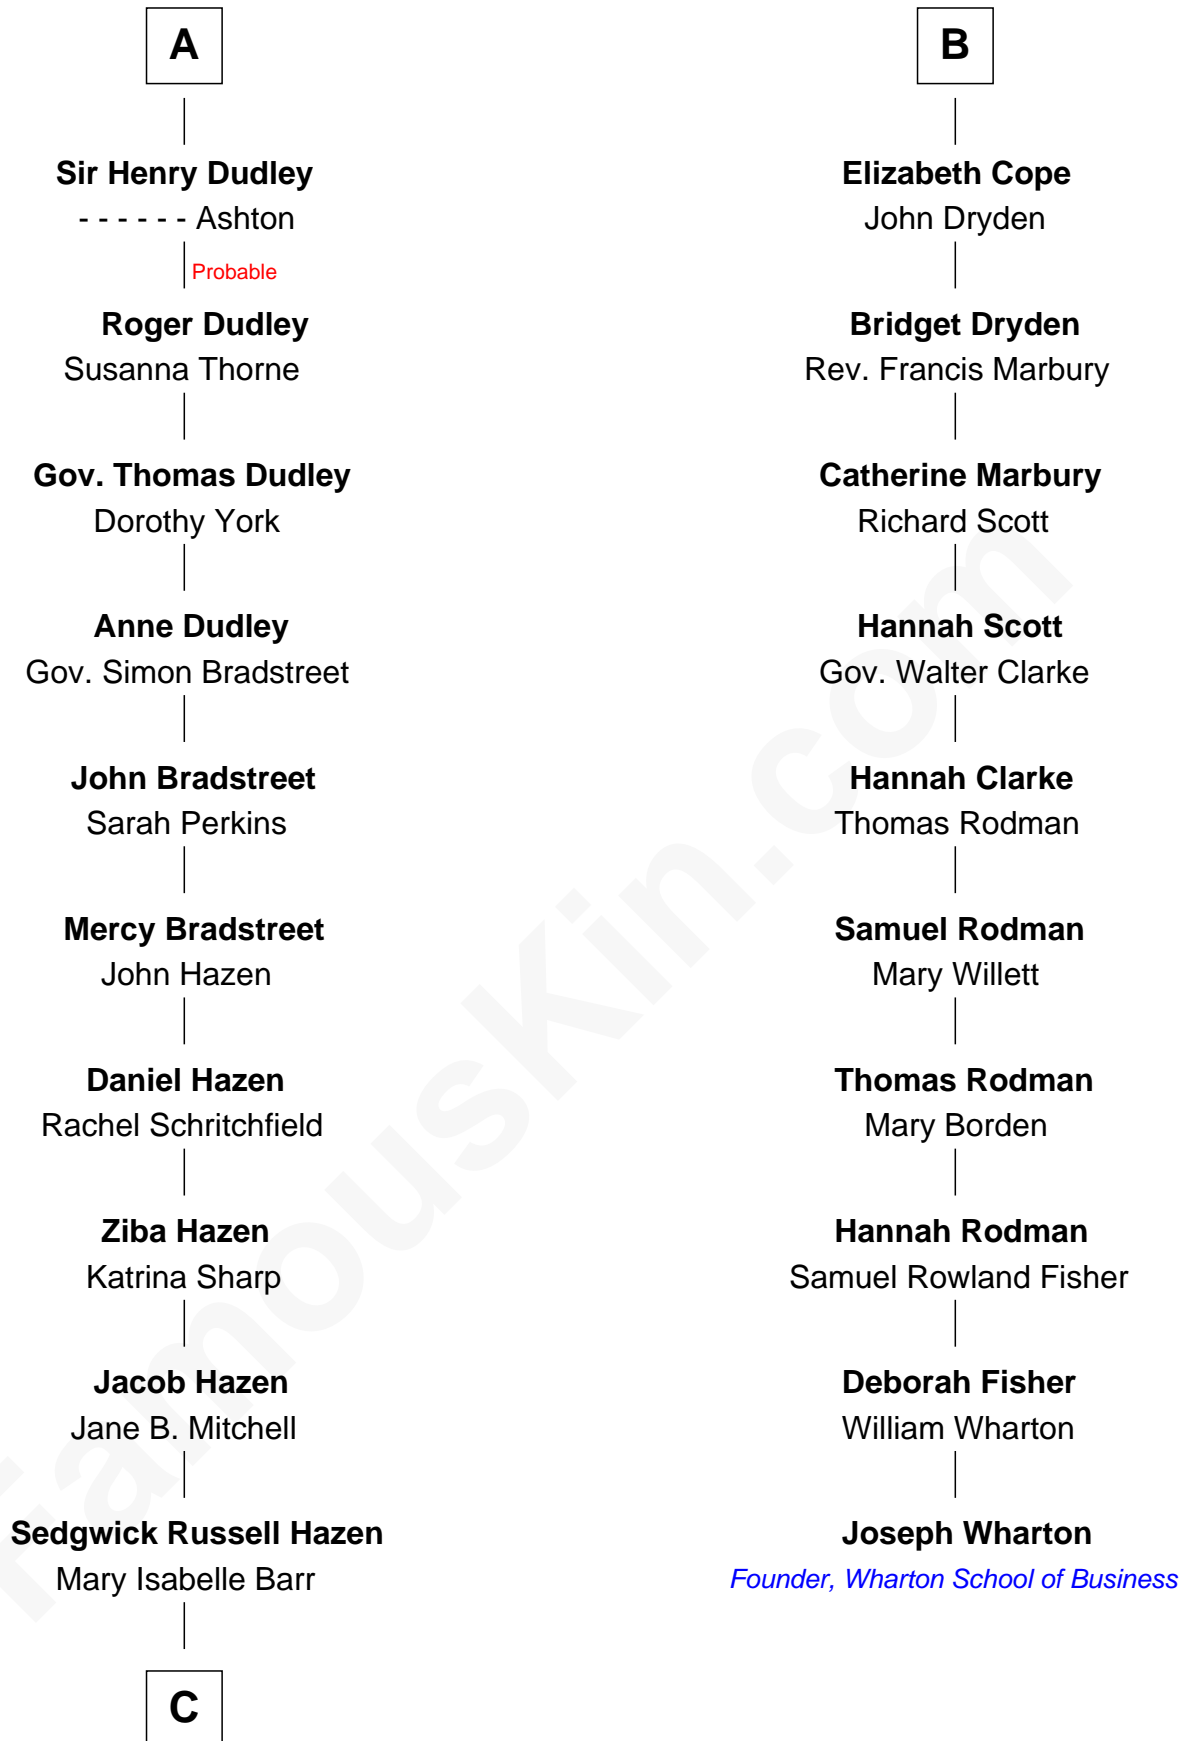 A
Sir Henry Dudley
- - - - - - Ashton
Probable
Roger Dudley
Susanna Thorne
Gov. Thomas Dudley
Dorothy York
Anne Dudley
Gov. Simon Bradstreet
John Bradstreet
Sarah Perkins
Mercy Bradstreet
John Hazen
Daniel Hazen
Rachel Schritchfield
Ziba Hazen
Katrina Sharp
Jacob Hazen
Jane B. Mitchell
Sedgwick Russell Hazen
Mary Isabelle Barr
C
B
Elizabeth Cope
John Dryden
Bridget Dryden
Rev. Francis Marbury
Catherine Marbury
Richard Scott
Hannah Scott
Gov. Walter Clarke
Hannah Clarke
Thomas Rodman
Samuel Rodman
Mary Willett
Thomas Rodman
Mary Borden
Hannah Rodman
Samuel Rowland Fisher
Deborah Fisher
William Wharton
Joseph Wharton
Founder, Wharton School of Business
FamousKin.com